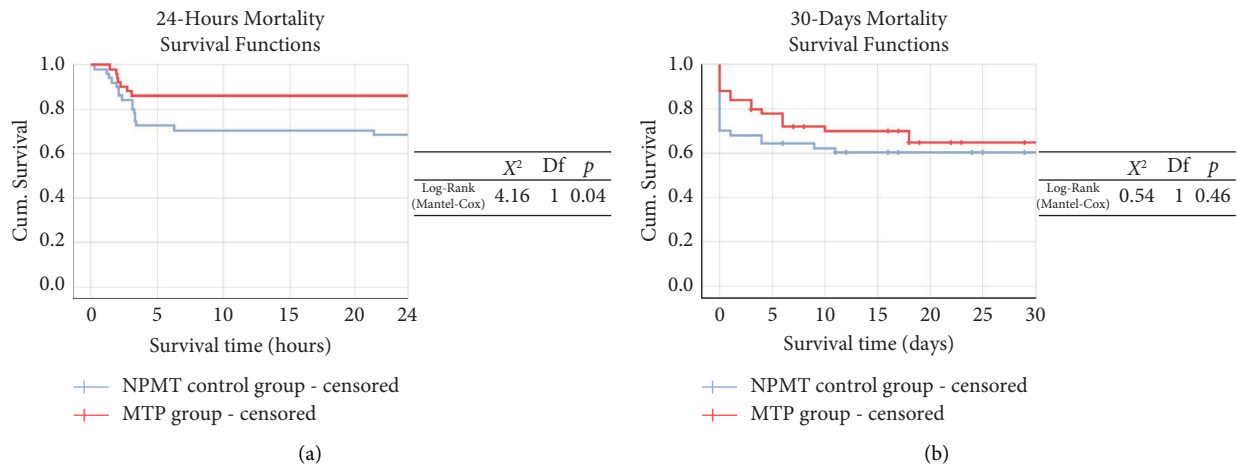 24-Hours Mortality
Survival Functions
1.0
0.8
0.6
0.4
0.2
0.0
Cum. Survival
0 5 10 15 20 24
Survival time (hours)
X² Df p
Log-Rank
(Mantel-Cox) 4.16 1 0.04
NPMT control group - censored
MTP group - censored
(a)
30-Days Mortality
Survival Functions
1.0
0.8
0.6
0.4
0.2
0.0
Cum. Survival
0 5 10 15 20 25 30
Survival time (days)
X² Df p
Log-Rank
(Mantel-Cox) 0.54 1 0.46
NPMT control group - censored
MTP group - censored
(b)